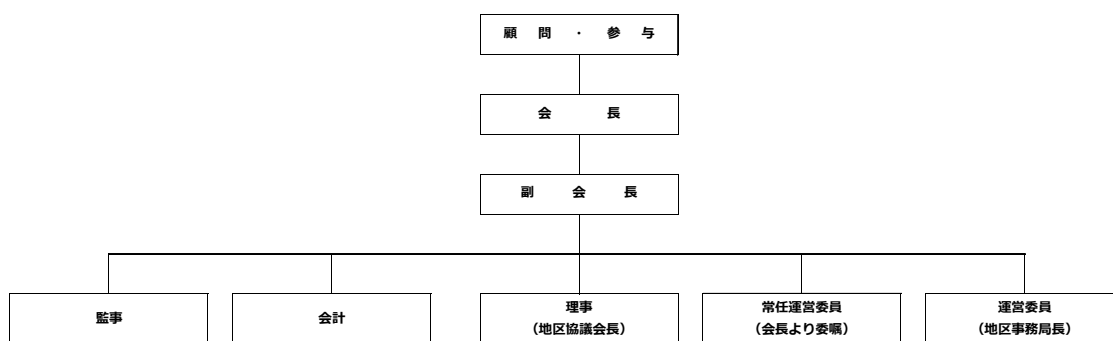 顧問・参与
会長
副会長
監事
会計
理事
（地区協議会長）
常任運営委員
（会長より委嘱）
運営委員
（地区事務局長）